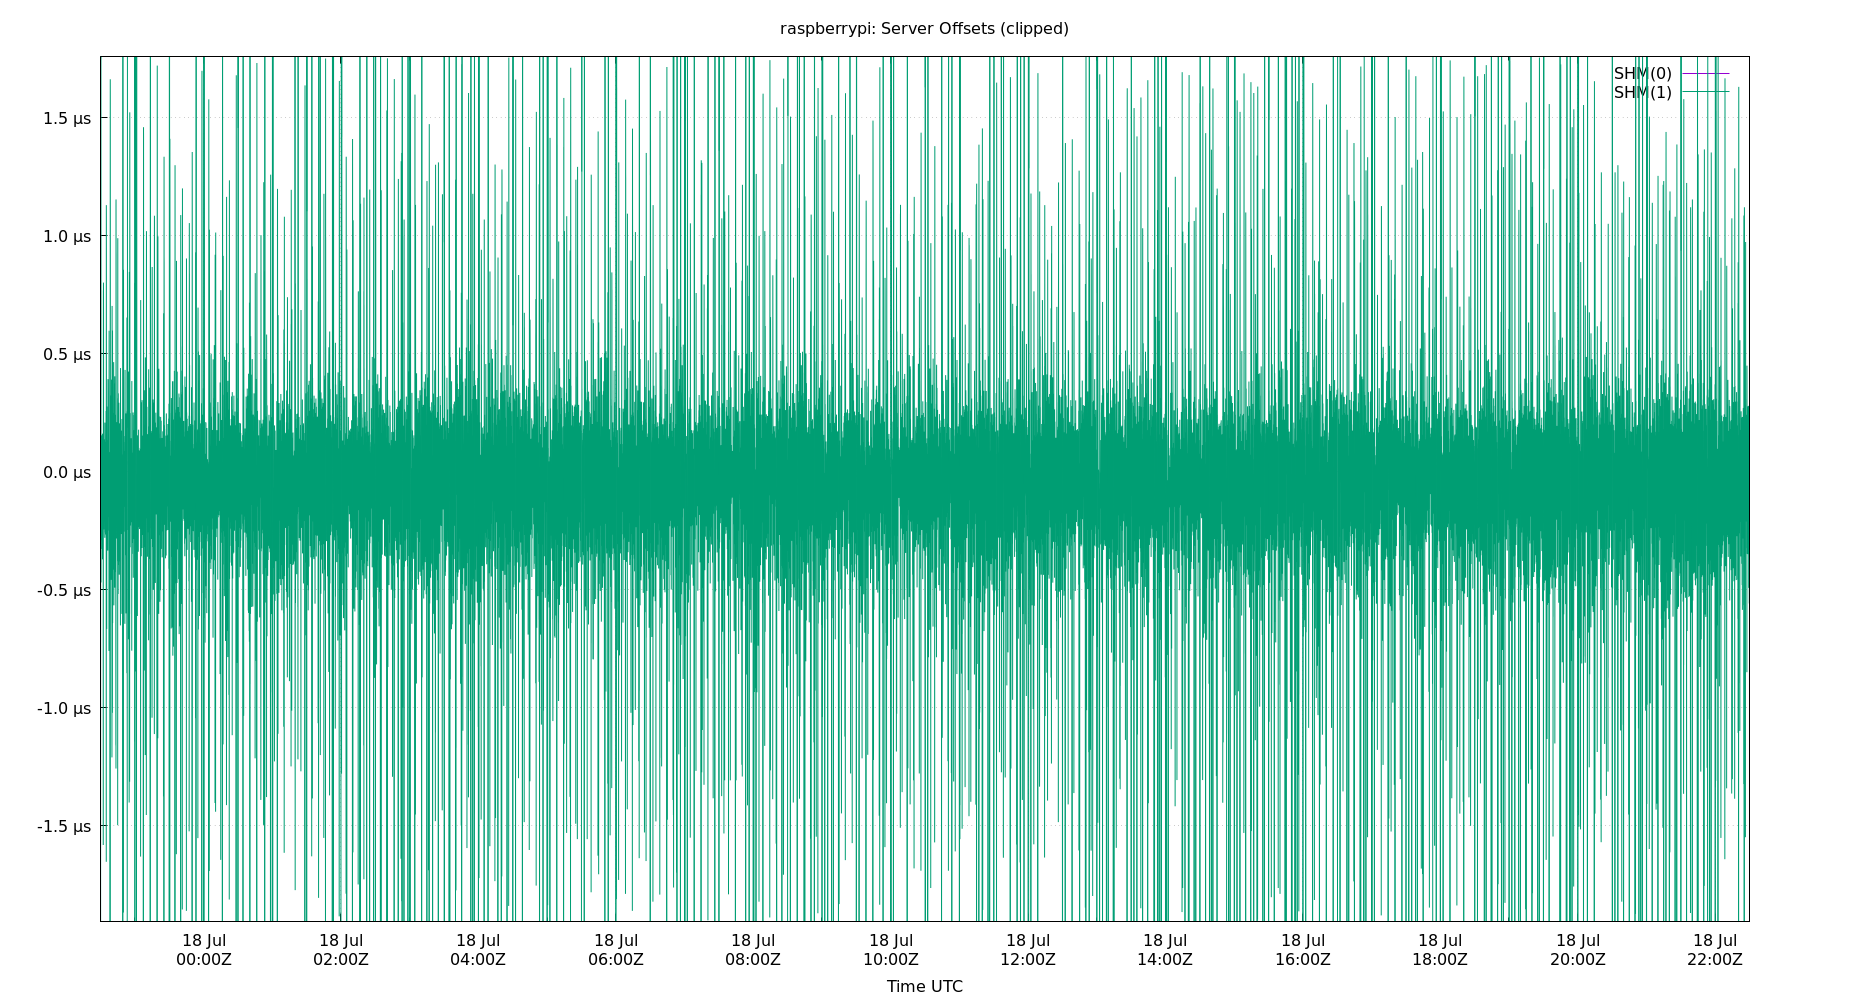 raspberrypi: Server Offsets (clipped)
SHM(0)
SHM(1)
1.5 µs
1.0 µs
0.5 µs
0.0 µs
-0.5 µs
-1.0 µs
-1.5 µs
18 Jul 18 Jul 18 Jul 18 Jul 18 Jul 18 Jul 18 Jul 18 Jul 18 Jul 18 Jul 18 Jul 18 Jul
00:00Z 02:00Z 04:00Z 06:00Z 08:00Z 10:00Z 12:00Z 14:00Z 16:00Z 18:00Z 20:00Z 22:00Z
Time UTC